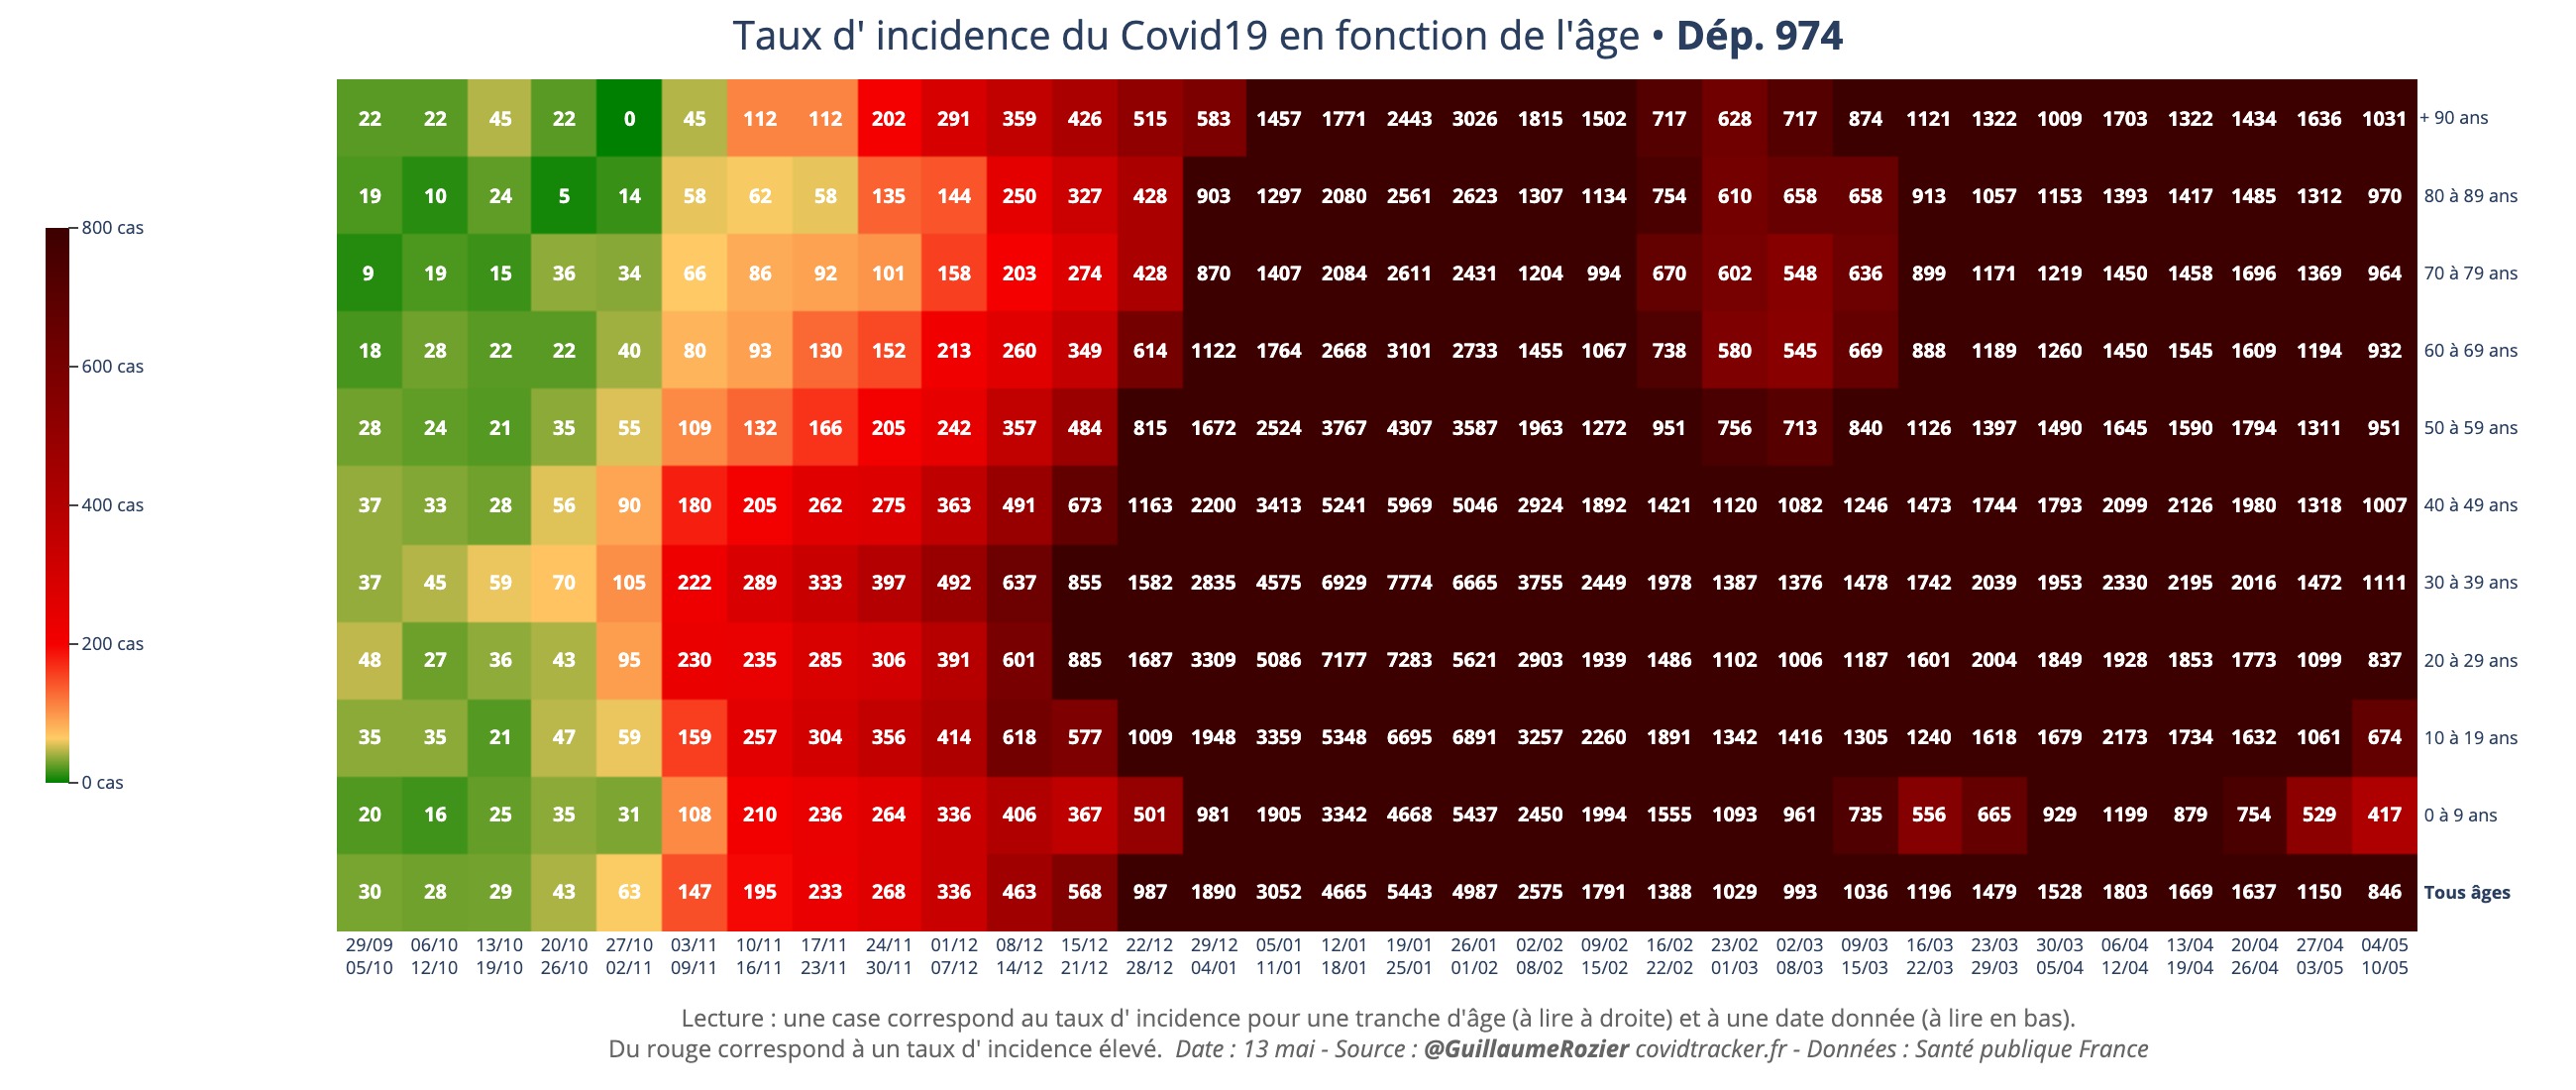 Taux d' incidence du Covid19 en fonction de l'âge • Dép. 974
22 22 45 22 0 45 112 112 202 291 359 426 515 583 1457 1771 2443 3026 1815 1502 717 628 717 874 1121 1322 1009 1703 1322 1434 1636 1031 + 90 ans
19 10 24 5 14 58 62 58 135 144 250 327 428 903 1297 2080 2561 2623 1307 1134 754 610 658 658 913 1057 1153 1393 1417 1485 1312 970 80 à 89 ans
800 cas
9 19 15 36 34 66 86 92 101 158 203 274 428 870 1407 2084 2611 2431 1204 994 670 602 548 636 899 1171 1219 1450 1458 1696 1369 964 70 à 79 ans
18 28 22 22 40 80 93 130 152 213 260 349 614 1122 1764 2668 3101 2733 1455 1067 738 580 545 669 888 1189 1260 1450 1545 1609 1194 932 60 à 69 ans
600 cas
28 24 21 35 55 109 132 166 205 242 357 484 815 1672 2524 3767 4307 3587 1963 1272 951 756 713 840 1126 1397 1490 1645 1590 1794 1311 951 50 à 59 ans
400 cas
37 33 28 56 90 180 205 262 275 363 491 673 1163 2200 3413 5241 5969 5046 2924 1892 1421 1120 1082 1246 1473 1744 1793 2099 2126 1980 1318 1007 40 à 49 ans
37 45 59 70 105 222 289 333 397 492 637 855 1582 2835 4575 6929 7774 6665 3755 2449 1978 1387 1376 1478 1742 2039 1953 2330 2195 2016 1472 1111 30 à 39 ans
200 cas
48 27 36 43 95 230 235 285 306 391 601 885 1687 3309 5086 7177 7283 5621 2903 1939 1486 1102 1006 1187 1601 2004 1849 1928 1853 1773 1099 837 20 à 29 ans
35 35 21 47 59 159 257 304 356 414 618 577 1009 1948 3359 5348 6695 6891 3257 2260 1891 1342 1416 1305 1240 1618 1679 2173 1734 1632 1061 674 10 à 19 ans
0 cas
20 16 25 35 31 108 210 236 264 336 406 367 501 981 1905 3342 4668 5437 2450 1994 1555 1093 961 735 556 665 929 1199 879 754 529 417 0 à 9 ans
30 28 29 43 63 147 195 233 268 336 463 568 987 1890 3052 4665 5443 4987 2575 1791 1388 1029 993 1036 1196 1479 1528 1803 1669 1637 1150 846 Tous âges
29/09 06/10 13/10 20/10 27/10 03/11 10/11 17/11 24/11 01/12 08/12 15/12 22/12 29/12 05/01 12/01 19/01 26/01 02/02 09/02 16/02 23/02 02/03 09/03 16/03 23/03 30/03 06/04 13/04 20/04 27/04 04/05
05/10 12/10 19/10 26/10 02/11 09/11 16/11 23/11 30/11 07/12 14/12 21/12 28/12 04/01 11/01 18/01 25/01 01/02 08/02 15/02 22/02 01/03 08/03 15/03 22/03 29/03 05/04 12/04 19/04 26/04 03/05 10/05
Lecture : une case correspond au taux d' incidence pour une tranche d'âge (à lire à droite) et à une date donnée (à lire en bas).
Du rouge correspond à un taux d' incidence élevé. Date : 13 mai - Source : @GuillaumeRozier covidtracker.fr - Données : Santé publique France